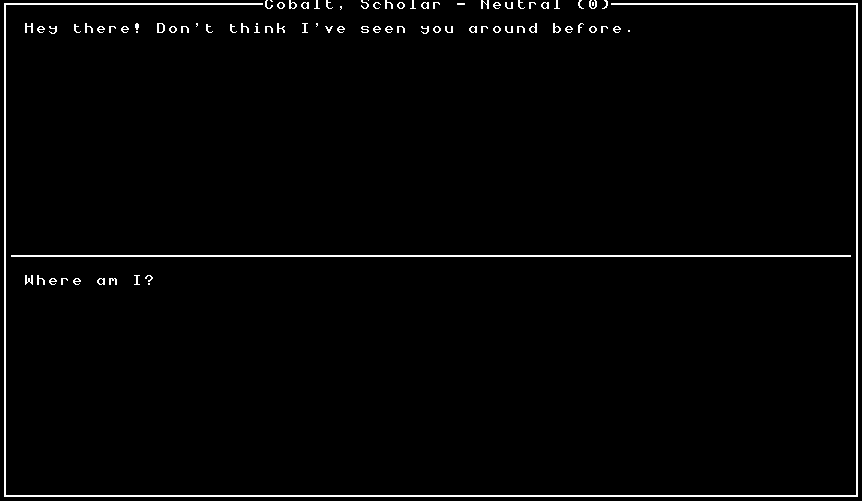 Cobalt, Scholar - Neutral (0)
Hey there! Don't think I've seen you around before.
Where am I?